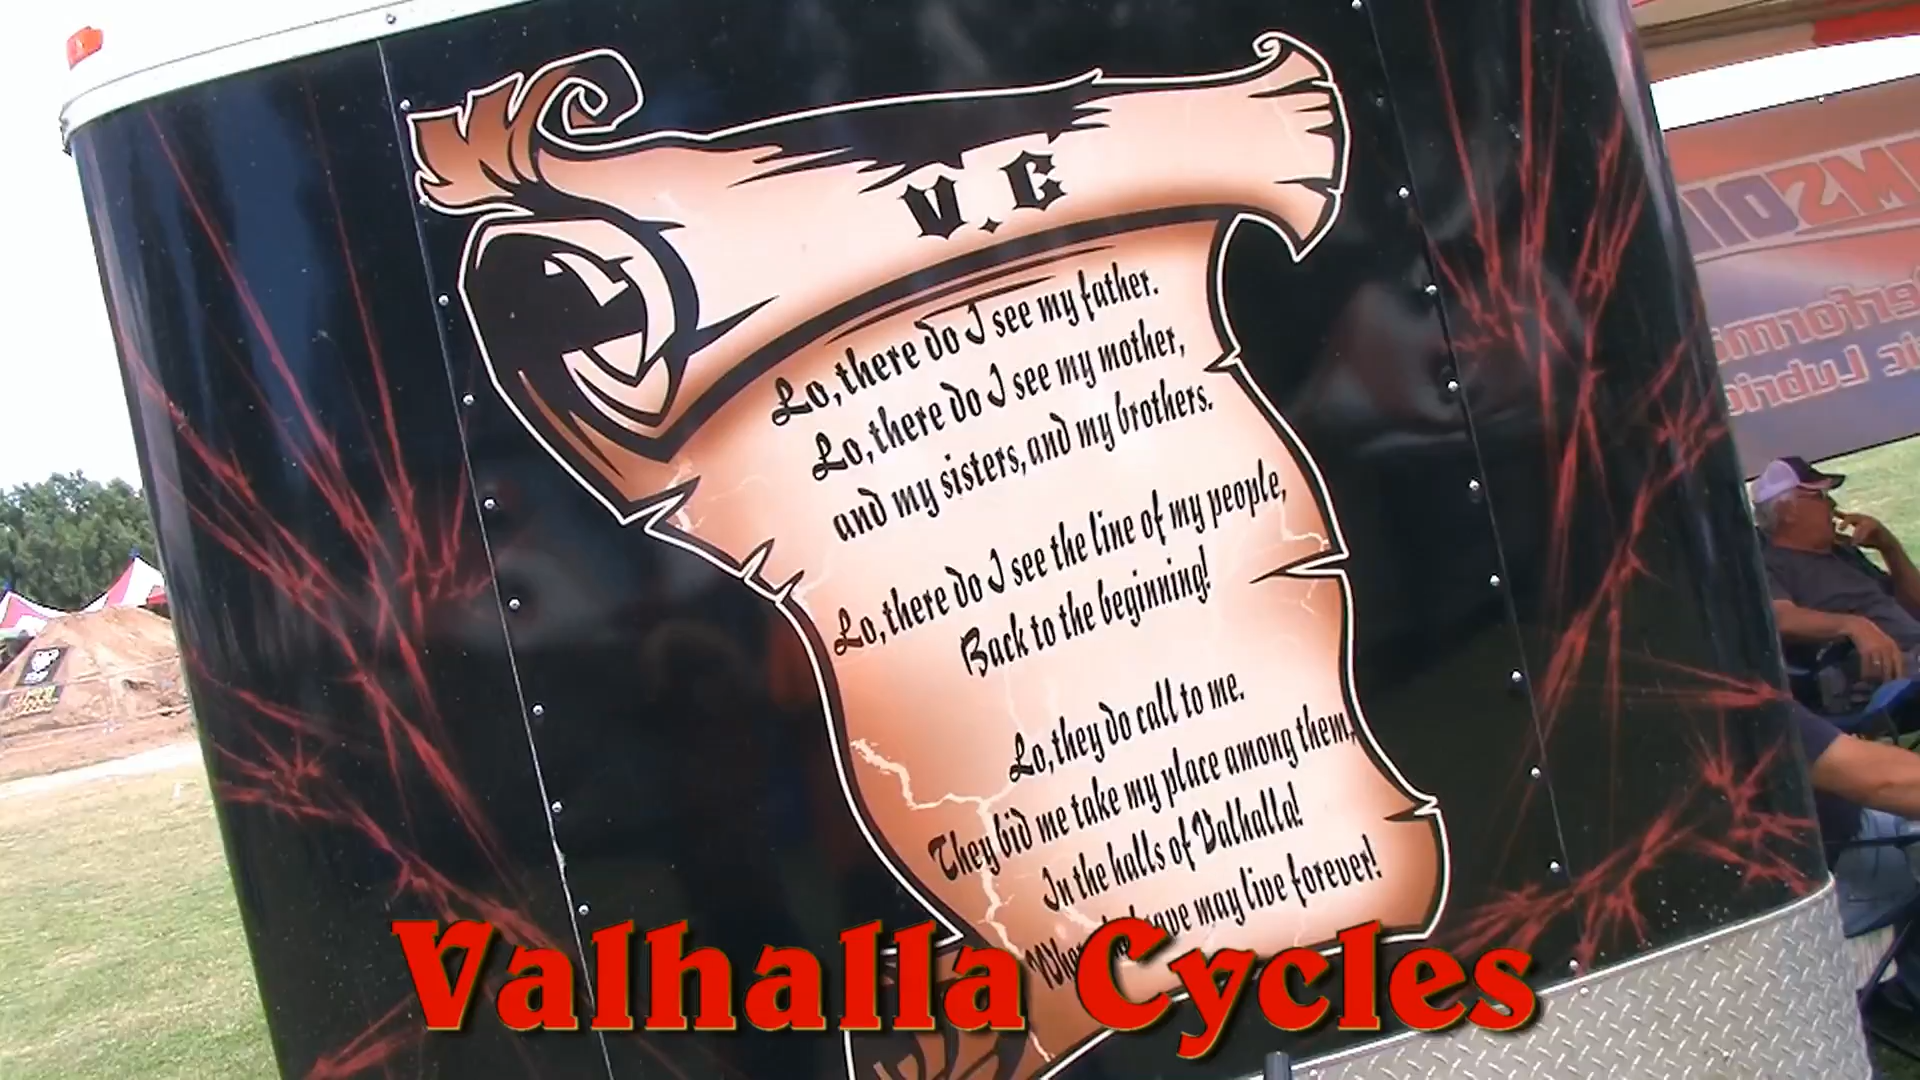 V.C
Lo, there do I see my father.
Lo, there do I see my mother,
and my sisters, and my brothers.
Lo, there do I see the line of my people,
Back to the beginning!
Lo, they do call to me.
They bid me take my place among them,
In the halls of Valhalla!
may live forever!
Valhalla Cycles